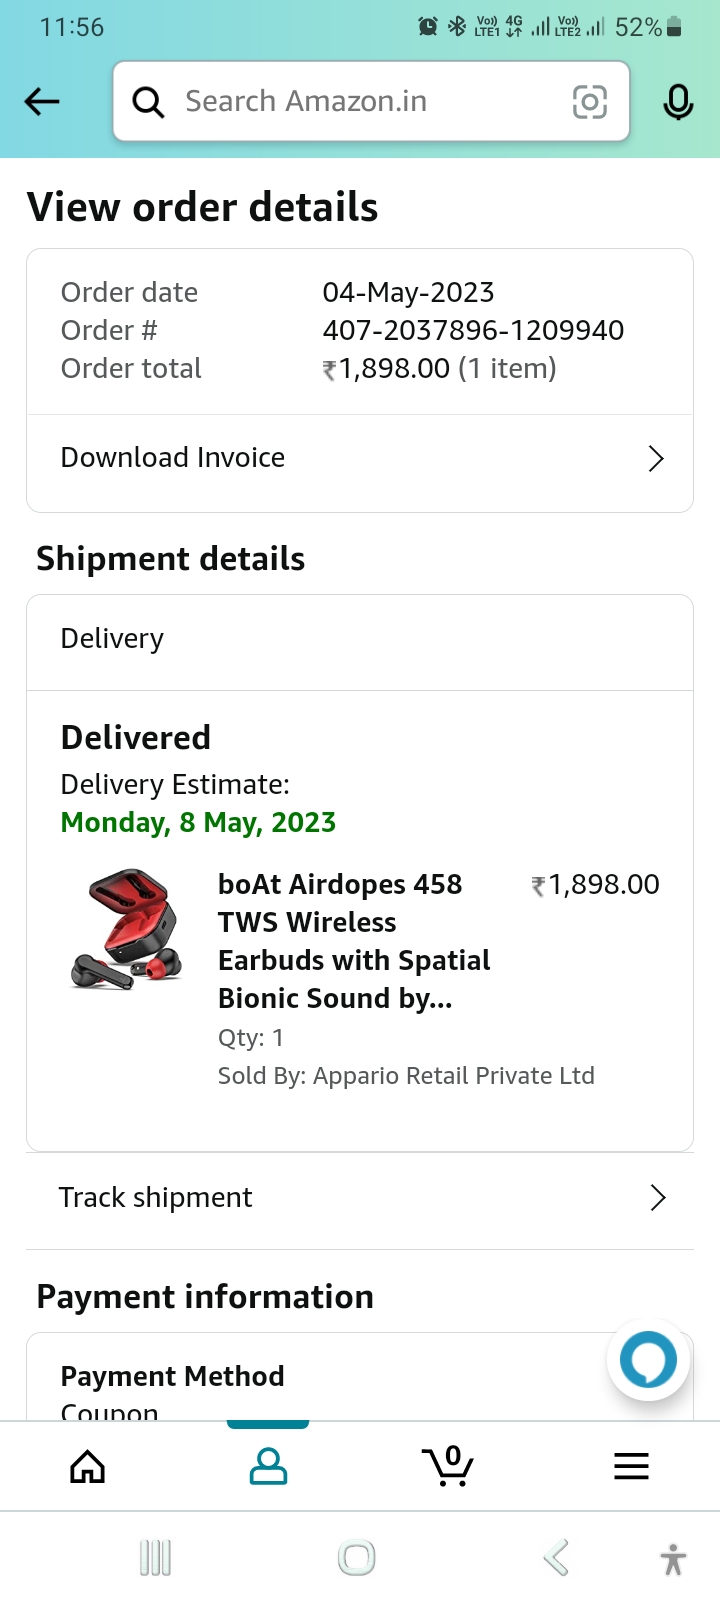 11:56
Vo) LTE1 4G Vo) LTE2 52%
Search Amazon.in
View order details
Order date 04-May-2023
Order # 407-2037896-1209940
Order total ₹1,898.00 (1 item)
Download Invoice
Shipment details
Delivery
Delivered
Delivery Estimate:
Monday, 8 May, 2023
boAt Airdopes 458 ₹1,898.00
TWS Wireless
Earbuds with Spatial
Bionic Sound by...
Qty: 1
Sold By: Appario Retail Private Ltd
Track shipment
Payment information
Payment Method
Coupon
0